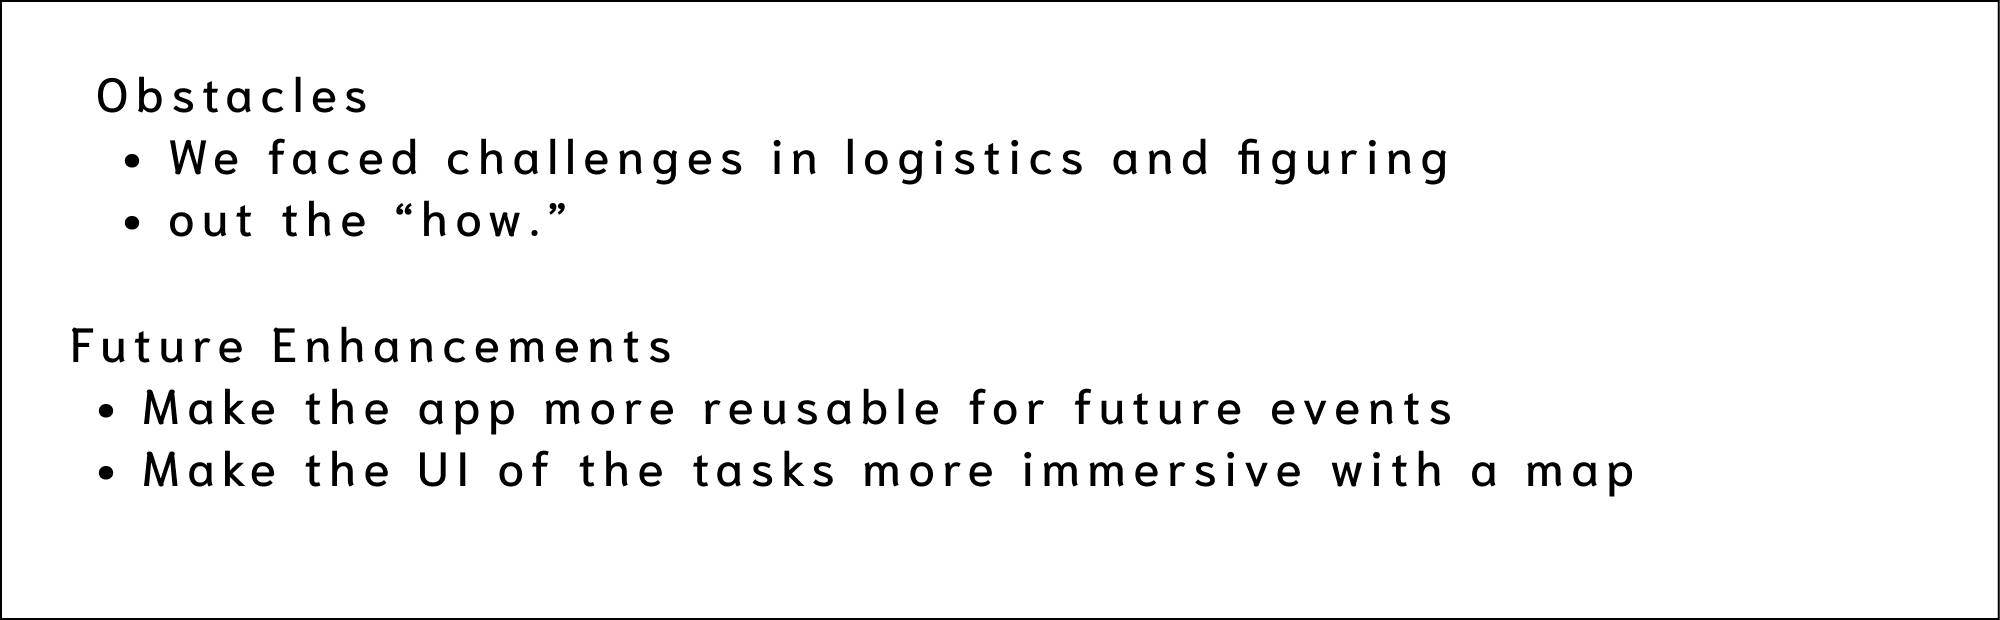 Obstacles
• We faced challenges in logistics and figuring
• out the “how.”
Future Enhancements
• Make the app more reusable for future events
• Make the UI of the tasks more immersive with a map